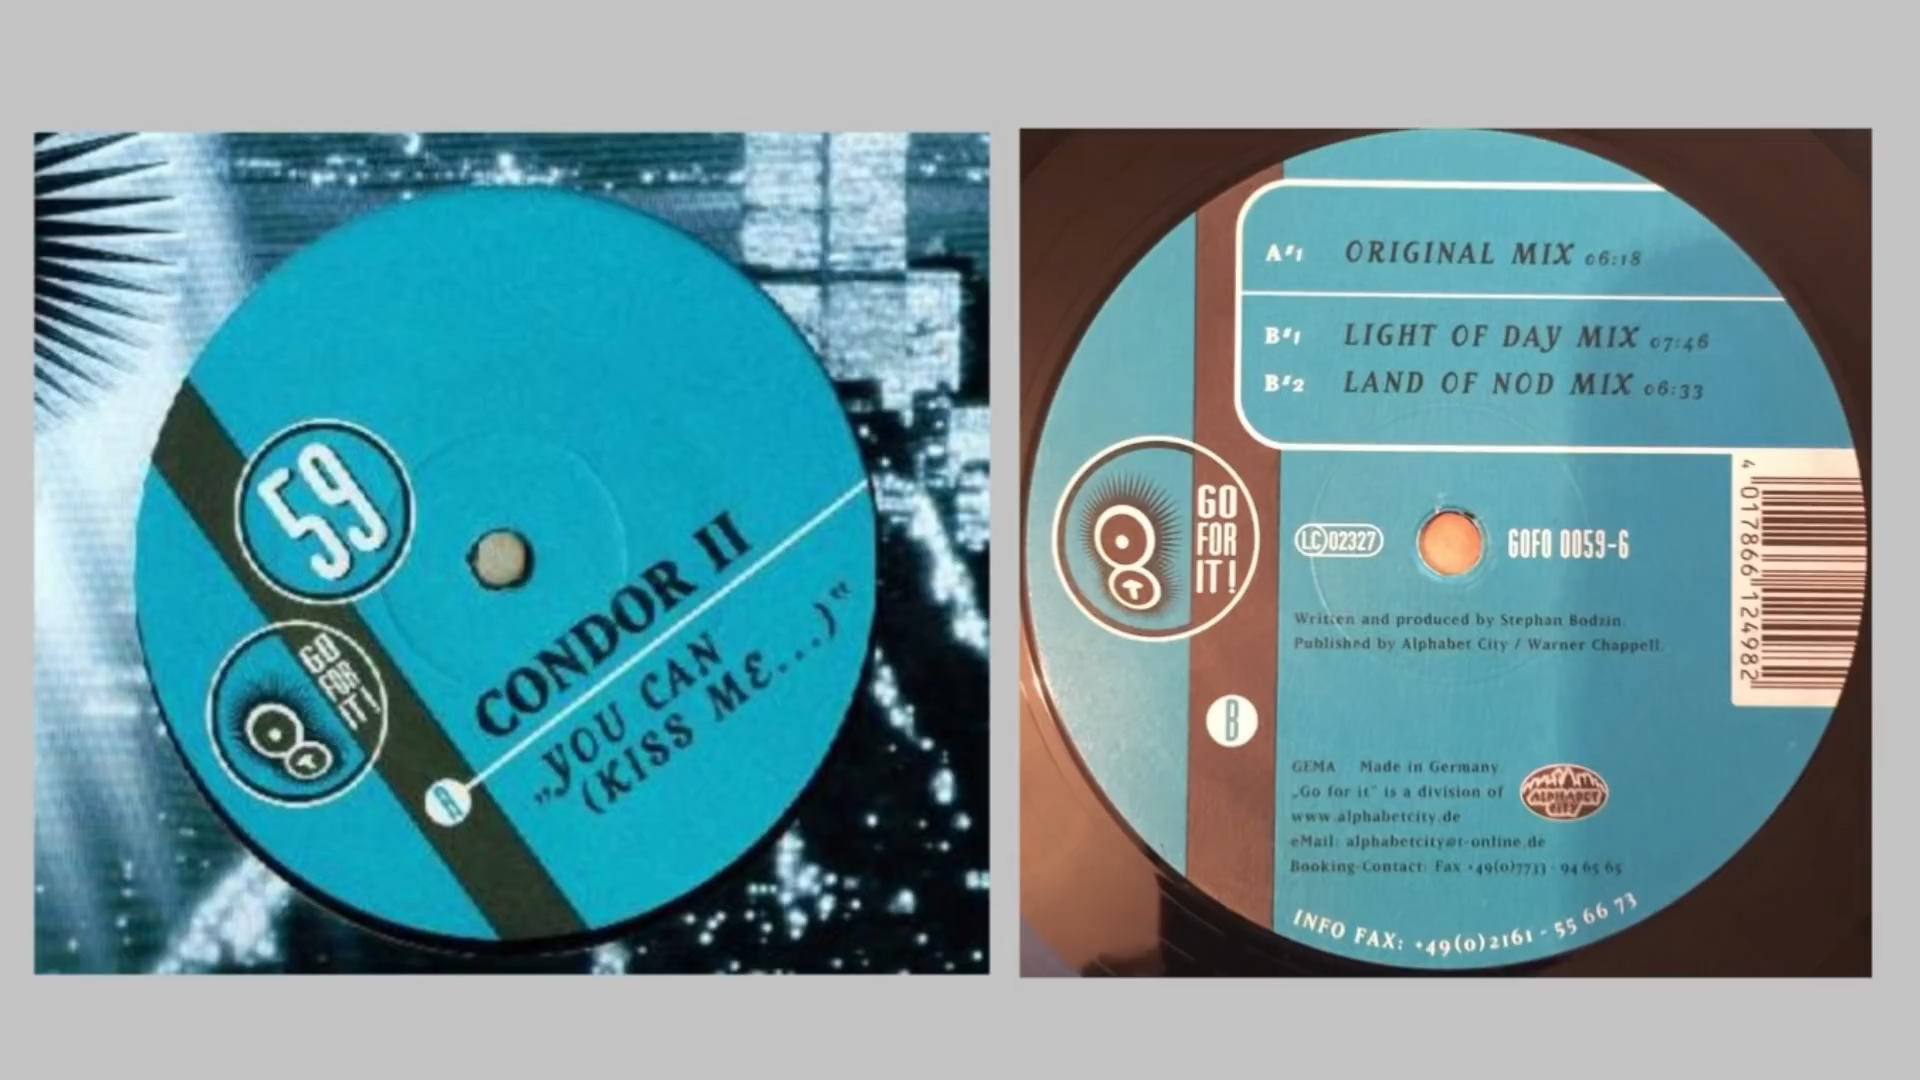 59
GO
FOR
IT!
CONDOR II
A
„YOU CAN
(KISS ME...)"
A#1 ORIGINAL MIX 06:18
B#1 LIGHT OF DAY MIX 07:46
B#2 LAND OF NOD MIX 06:33
GO
FOR
IT!
LC 02327
GOFO 0059-6
4 017866 124982
Written and produced by Stephan Bodzin.
Published by Alphabet City / Warner Chappell.
B
GEMA Made in Germany.
„Go for it" is a division of
ALPHABET
CITY
www.alphabetcity.de
eMail: alphabetcity@t-online.de
Booking-Contact: Fax +49(0)7733 - 94 65 65
INFO FAX: +49(0)2161 - 55 66 73